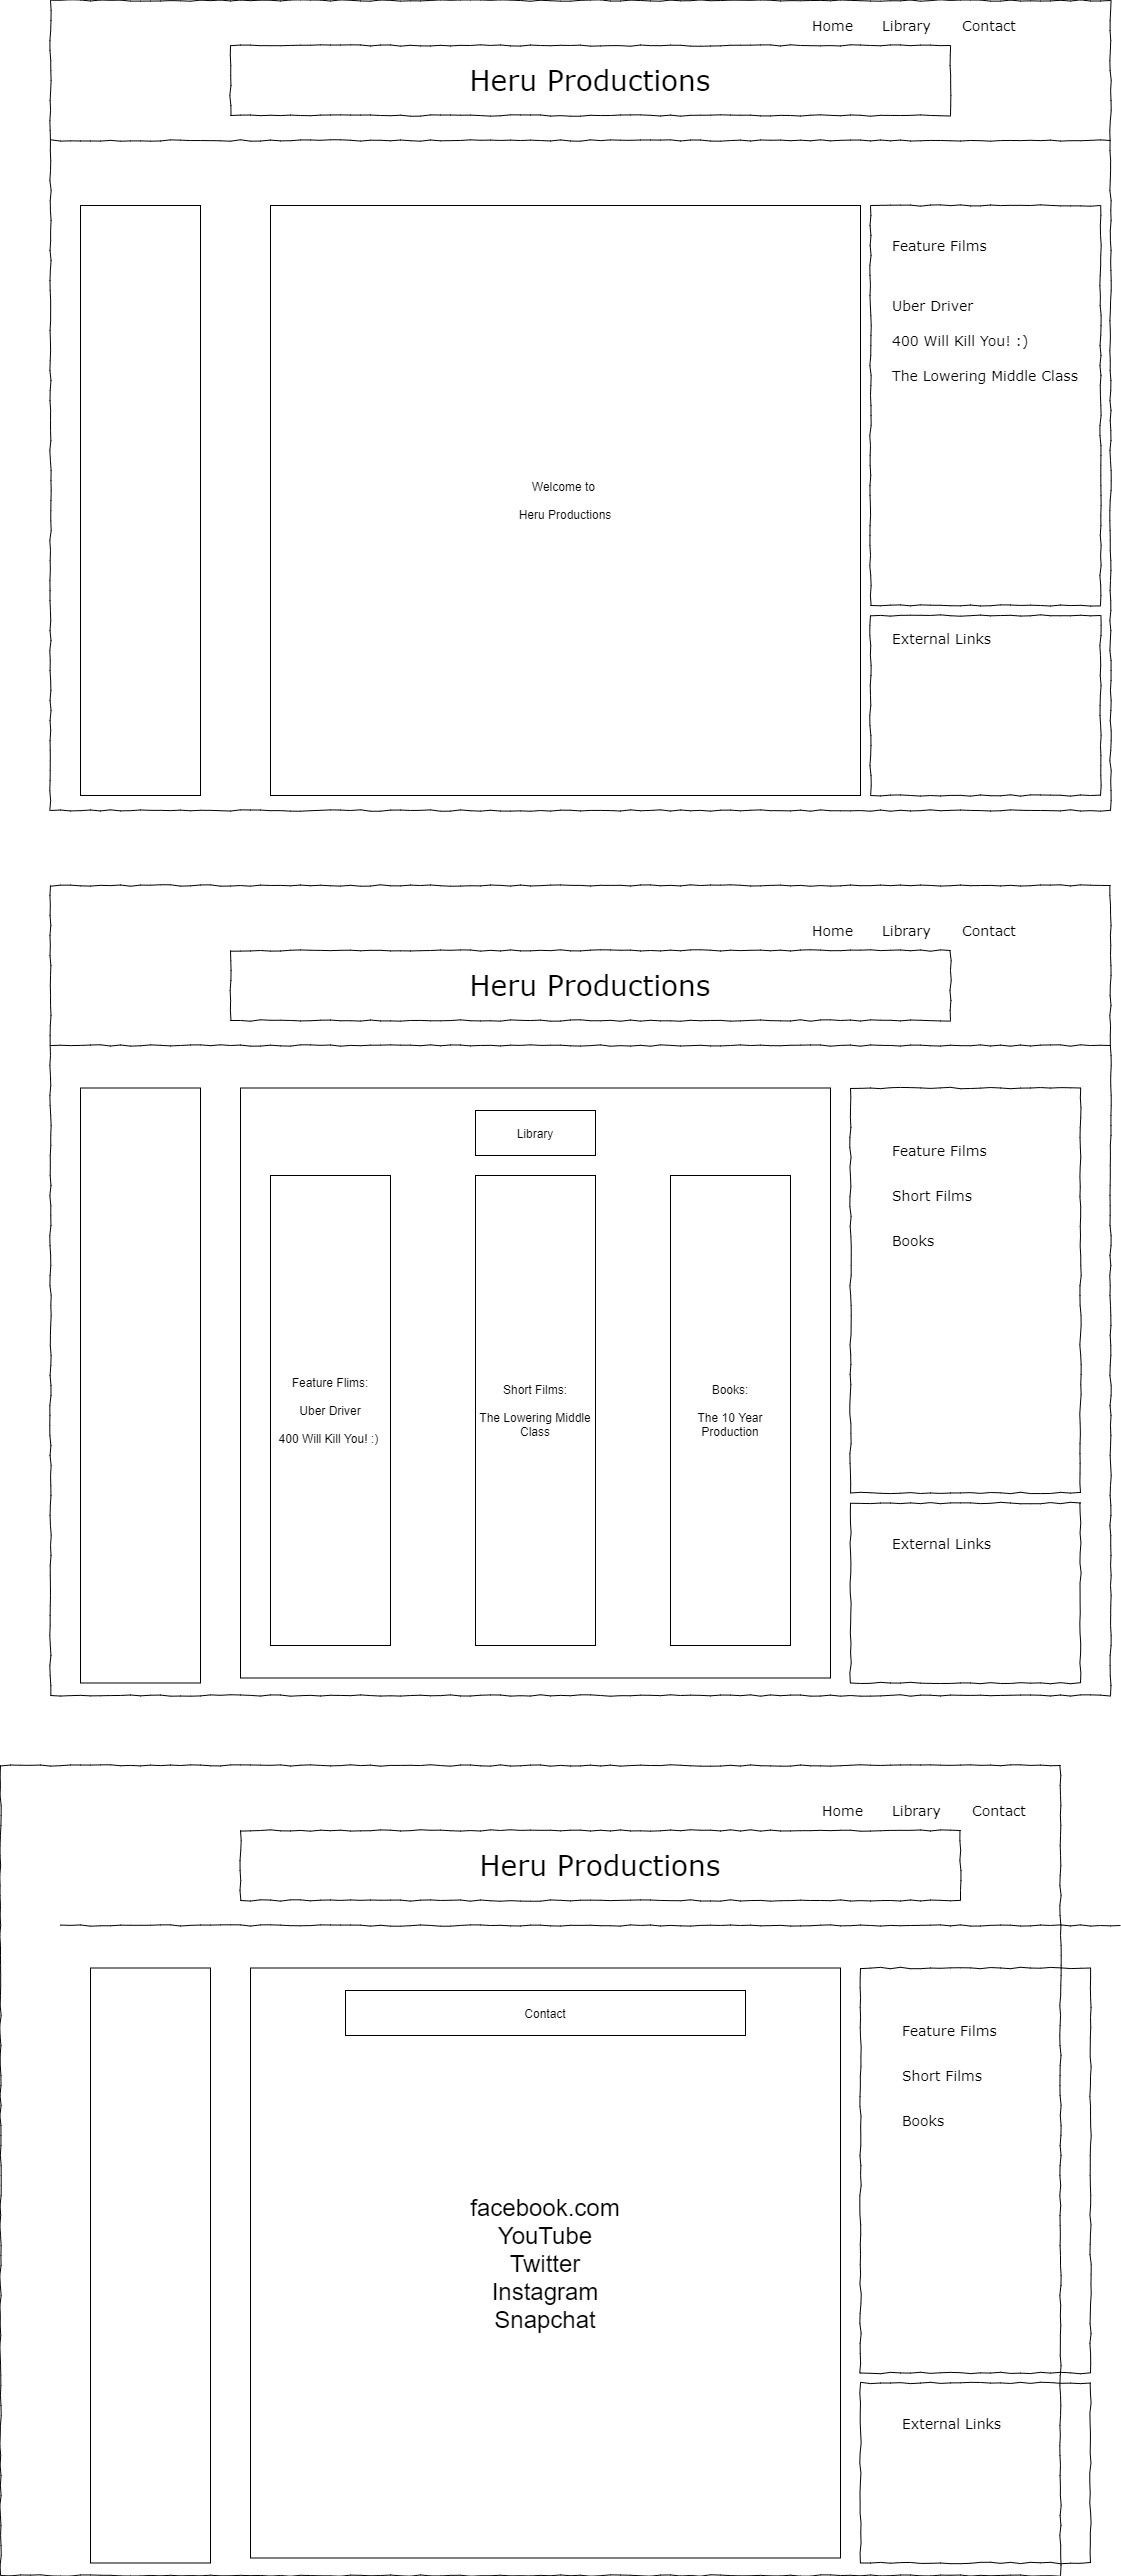 Home Library Contact
Heru Productions
Feature Films
Uber Driver
400 Will Kill You! :)
The Lowering Middle Class
Welcome to
Heru Productions
External Links
Home Library Contact
Heru Productions
Library
Feature Flims:
Uber Driver
400 Will Kill You! :)
Short Films:
The Lowering Middle
Class
Books:
The 10 Year
Production
Feature Films
Short Films
Books
External Links
Home Library Contact
Heru Productions
Contact
facebook.com
YouTube
Twitter
Instagram
Snapchat
Feature Films
Short Films
Books
External Links